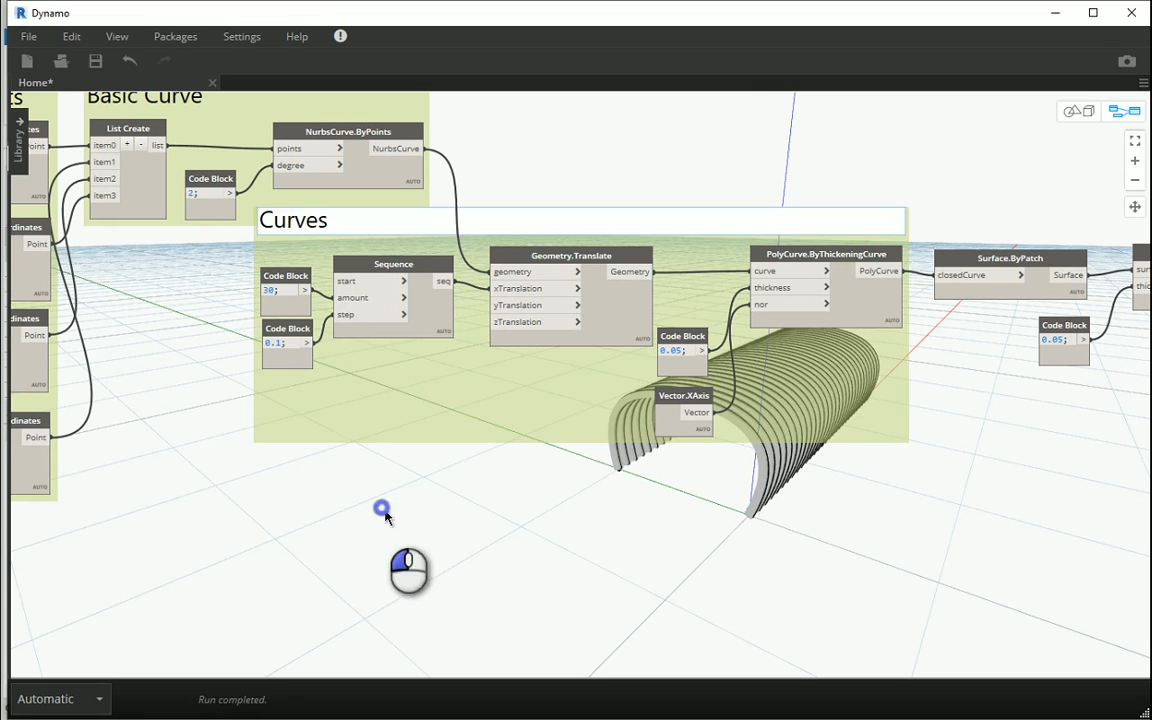 Dynamo
File Edit View Packages Settings Help
Home*
Library
Basic Curve
List Create
item0 + - list
item1
item2
item3
Code Block
2; >
NurbsCurve.ByPoints
points > NurbsCurve
degree >
AUTO
Point
AUTO
Point
Point
Point
Curves
Code Block
30; >
Code Block
0.1; >
Sequence
start > seq
amount >
step >
AUTO
Geometry.Translate
geometry > Geometry
xTranslation >
yTranslation >
zTranslation >
AUTO
Code Block
0.05; >
Vector.XAxis
Vector
AUTO
PolyCurve.ByThickeningCurve
curve > PolyCurve
thickness >
nor >
AUTO
Surface.ByPatch
closedCurve > Surface
AUTO
Code Block
0.05; >
Automatic
Run completed.